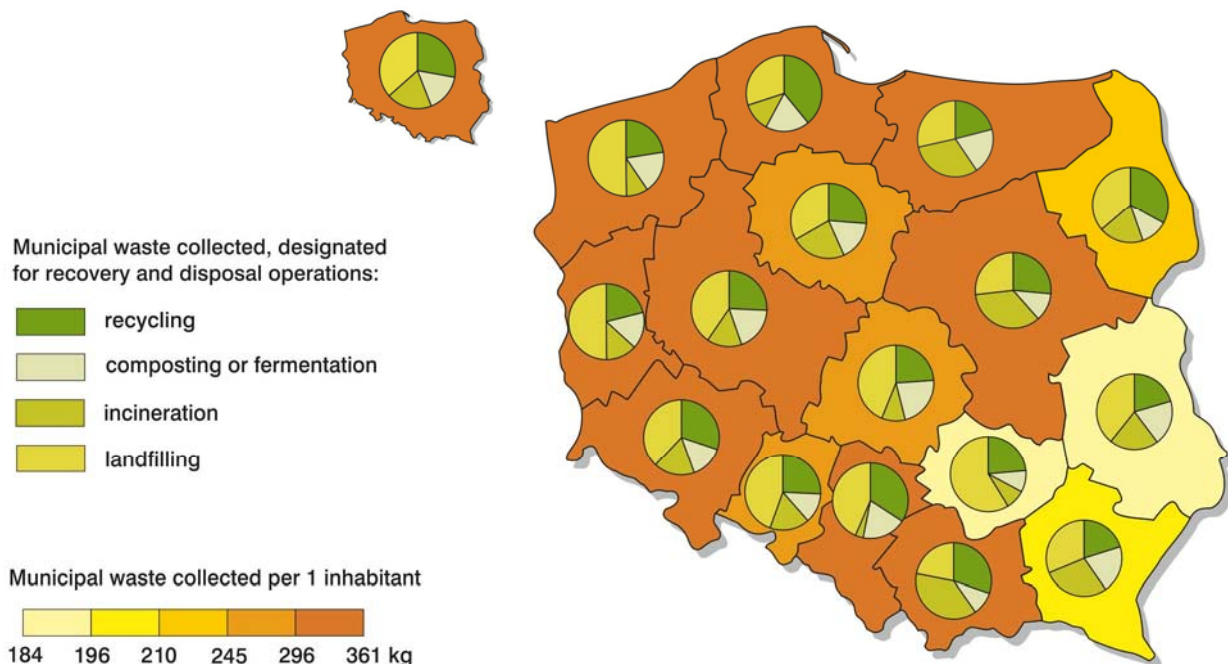 Municipal waste collected, designated
for recovery and disposal operations:
recycling
composting or fermentation
incineration
landfilling
Municipal waste collected per 1 inhabitant
184 196 210 245 296 361 kg